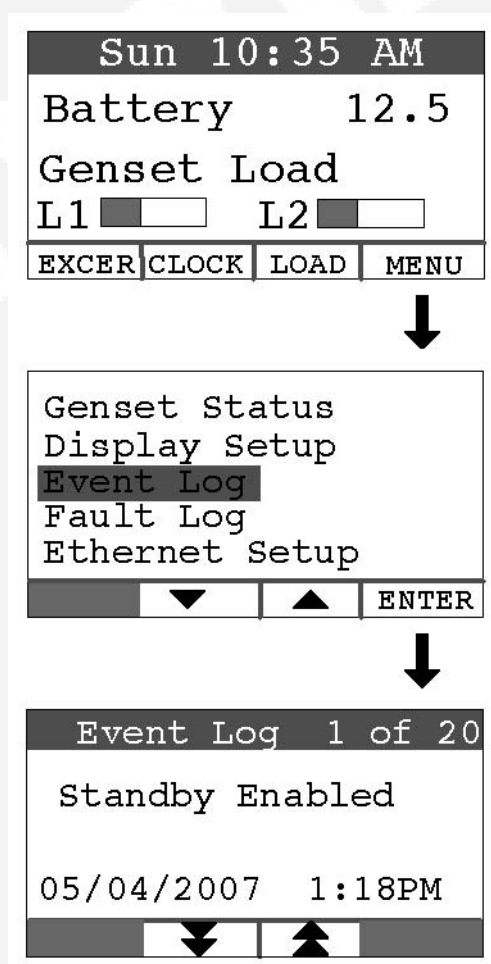 Sun 10:35 AM
Battery 12.5
Genset Load
L1 L2
EXCER CLOCK LOAD MENU
Genset Status
Display Setup
Event Log
Fault Log
Ethernet Setup
ENTER
Event Log 1 of 20
Standby Enabled
05/04/2007 1:18PM